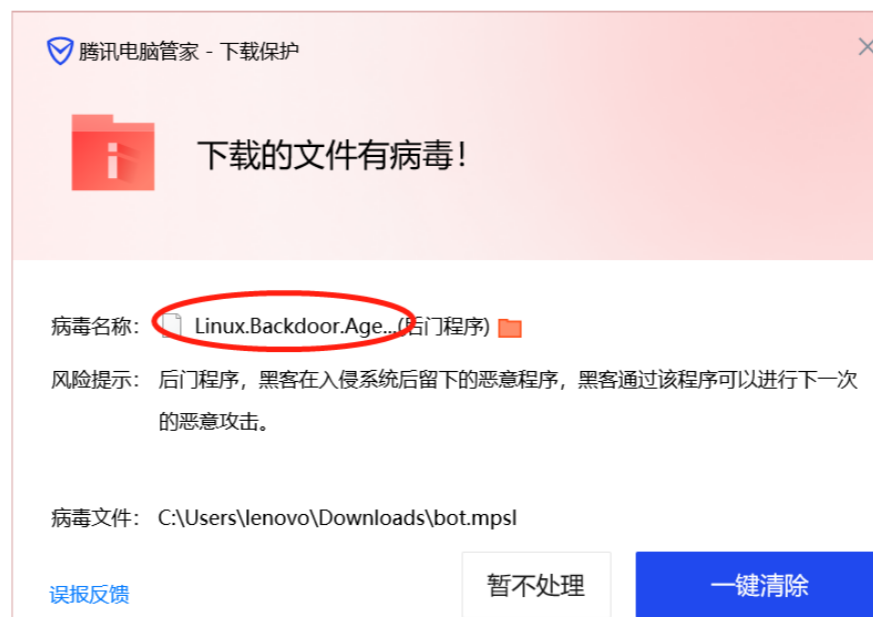 腾讯电脑管家 - 下载保护
下载的文件有病毒!
病毒名称: Linux.Backdoor.Age...(后门程序)
风险提示: 后门程序，黑客在入侵系统后留下的恶意程序，黑客通过该程序可以进行下一次
的恶意攻击。
病毒文件: C:\Users\lenovo\Downloads\bot.mpsl
误报反馈 暂不处理 一键清除